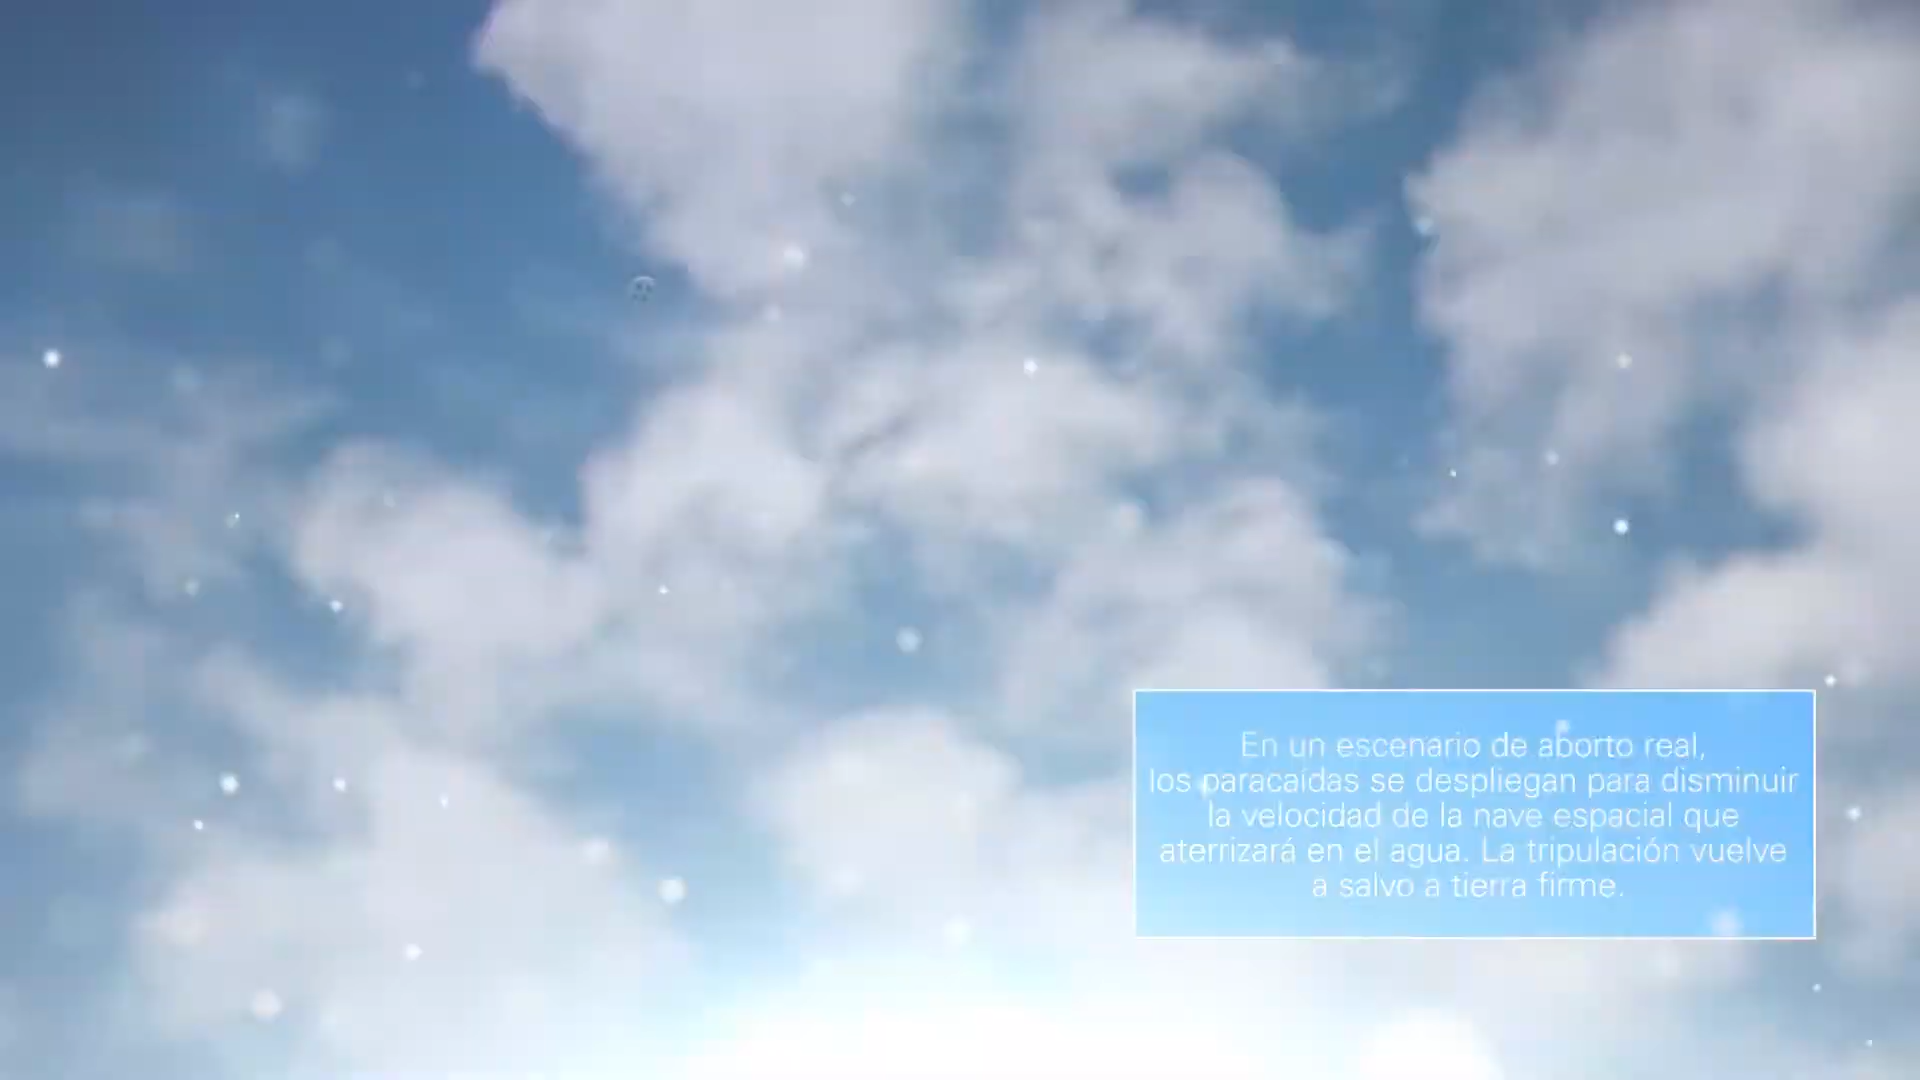 En un escenario de aborto real,
los paracaídas se despliegan para disminuir
la velocidad de la nave espacial que
aterrizará en el agua. La tripulación vuelve
a salvo a tierra firme.